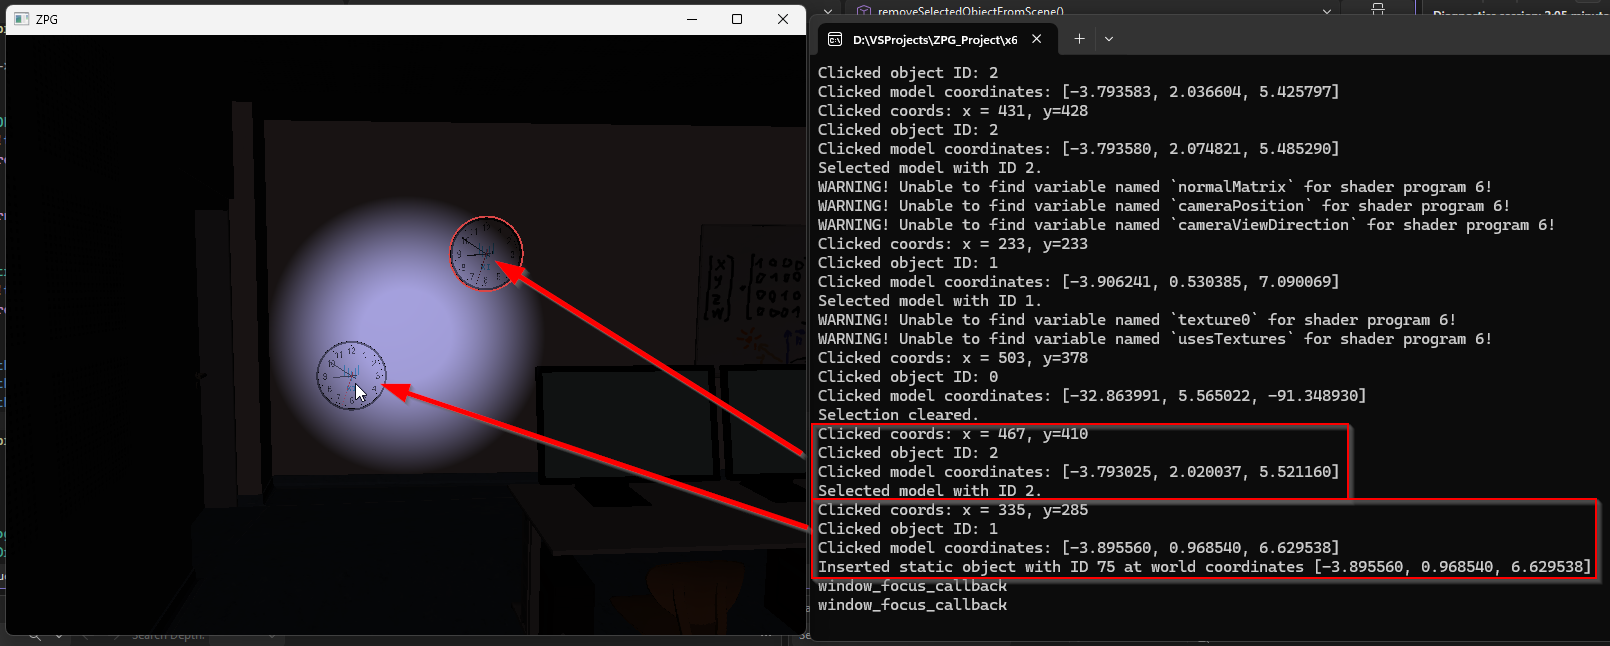 ZPG
removeSelectedObjectFromScene()
D:\VSProjects\ZPG_Project\x6
Clicked object ID: 2
Clicked model coordinates: [-3.793583, 2.036604, 5.425797]
Clicked coords: x = 431, y=428
Clicked object ID: 2
Clicked model coordinates: [-3.793580, 2.074821, 5.485290]
Selected model with ID 2.
WARNING! Unable to find variable named `normalMatrix` for shader program 6!
WARNING! Unable to find variable named `cameraPosition` for shader program 6!
WARNING! Unable to find variable named `cameraViewDirection` for shader program 6!
Clicked coords: x = 233, y=233
Clicked object ID: 1
Clicked model coordinates: [-3.906241, 0.530385, 7.090069]
Selected model with ID 1.
WARNING! Unable to find variable named `texture0` for shader program 6!
WARNING! Unable to find variable named `usesTextures` for shader program 6!
Clicked coords: x = 503, y=378
Clicked object ID: 0
Clicked model coordinates: [-32.863991, 5.565022, -91.348930]
Selection cleared.
Clicked coords: x = 467, y=410
Clicked object ID: 2
Clicked model coordinates: [-3.793025, 2.020037, 5.521160]
Selected model with ID 2.
Clicked coords: x = 335, y=285
Clicked object ID: 1
Clicked model coordinates: [-3.895560, 0.968540, 6.629538]
Inserted static object with ID 75 at world coordinates [-3.895560, 0.968540, 6.629538]
window_focus_callback
window_focus_callback
Search Depth: